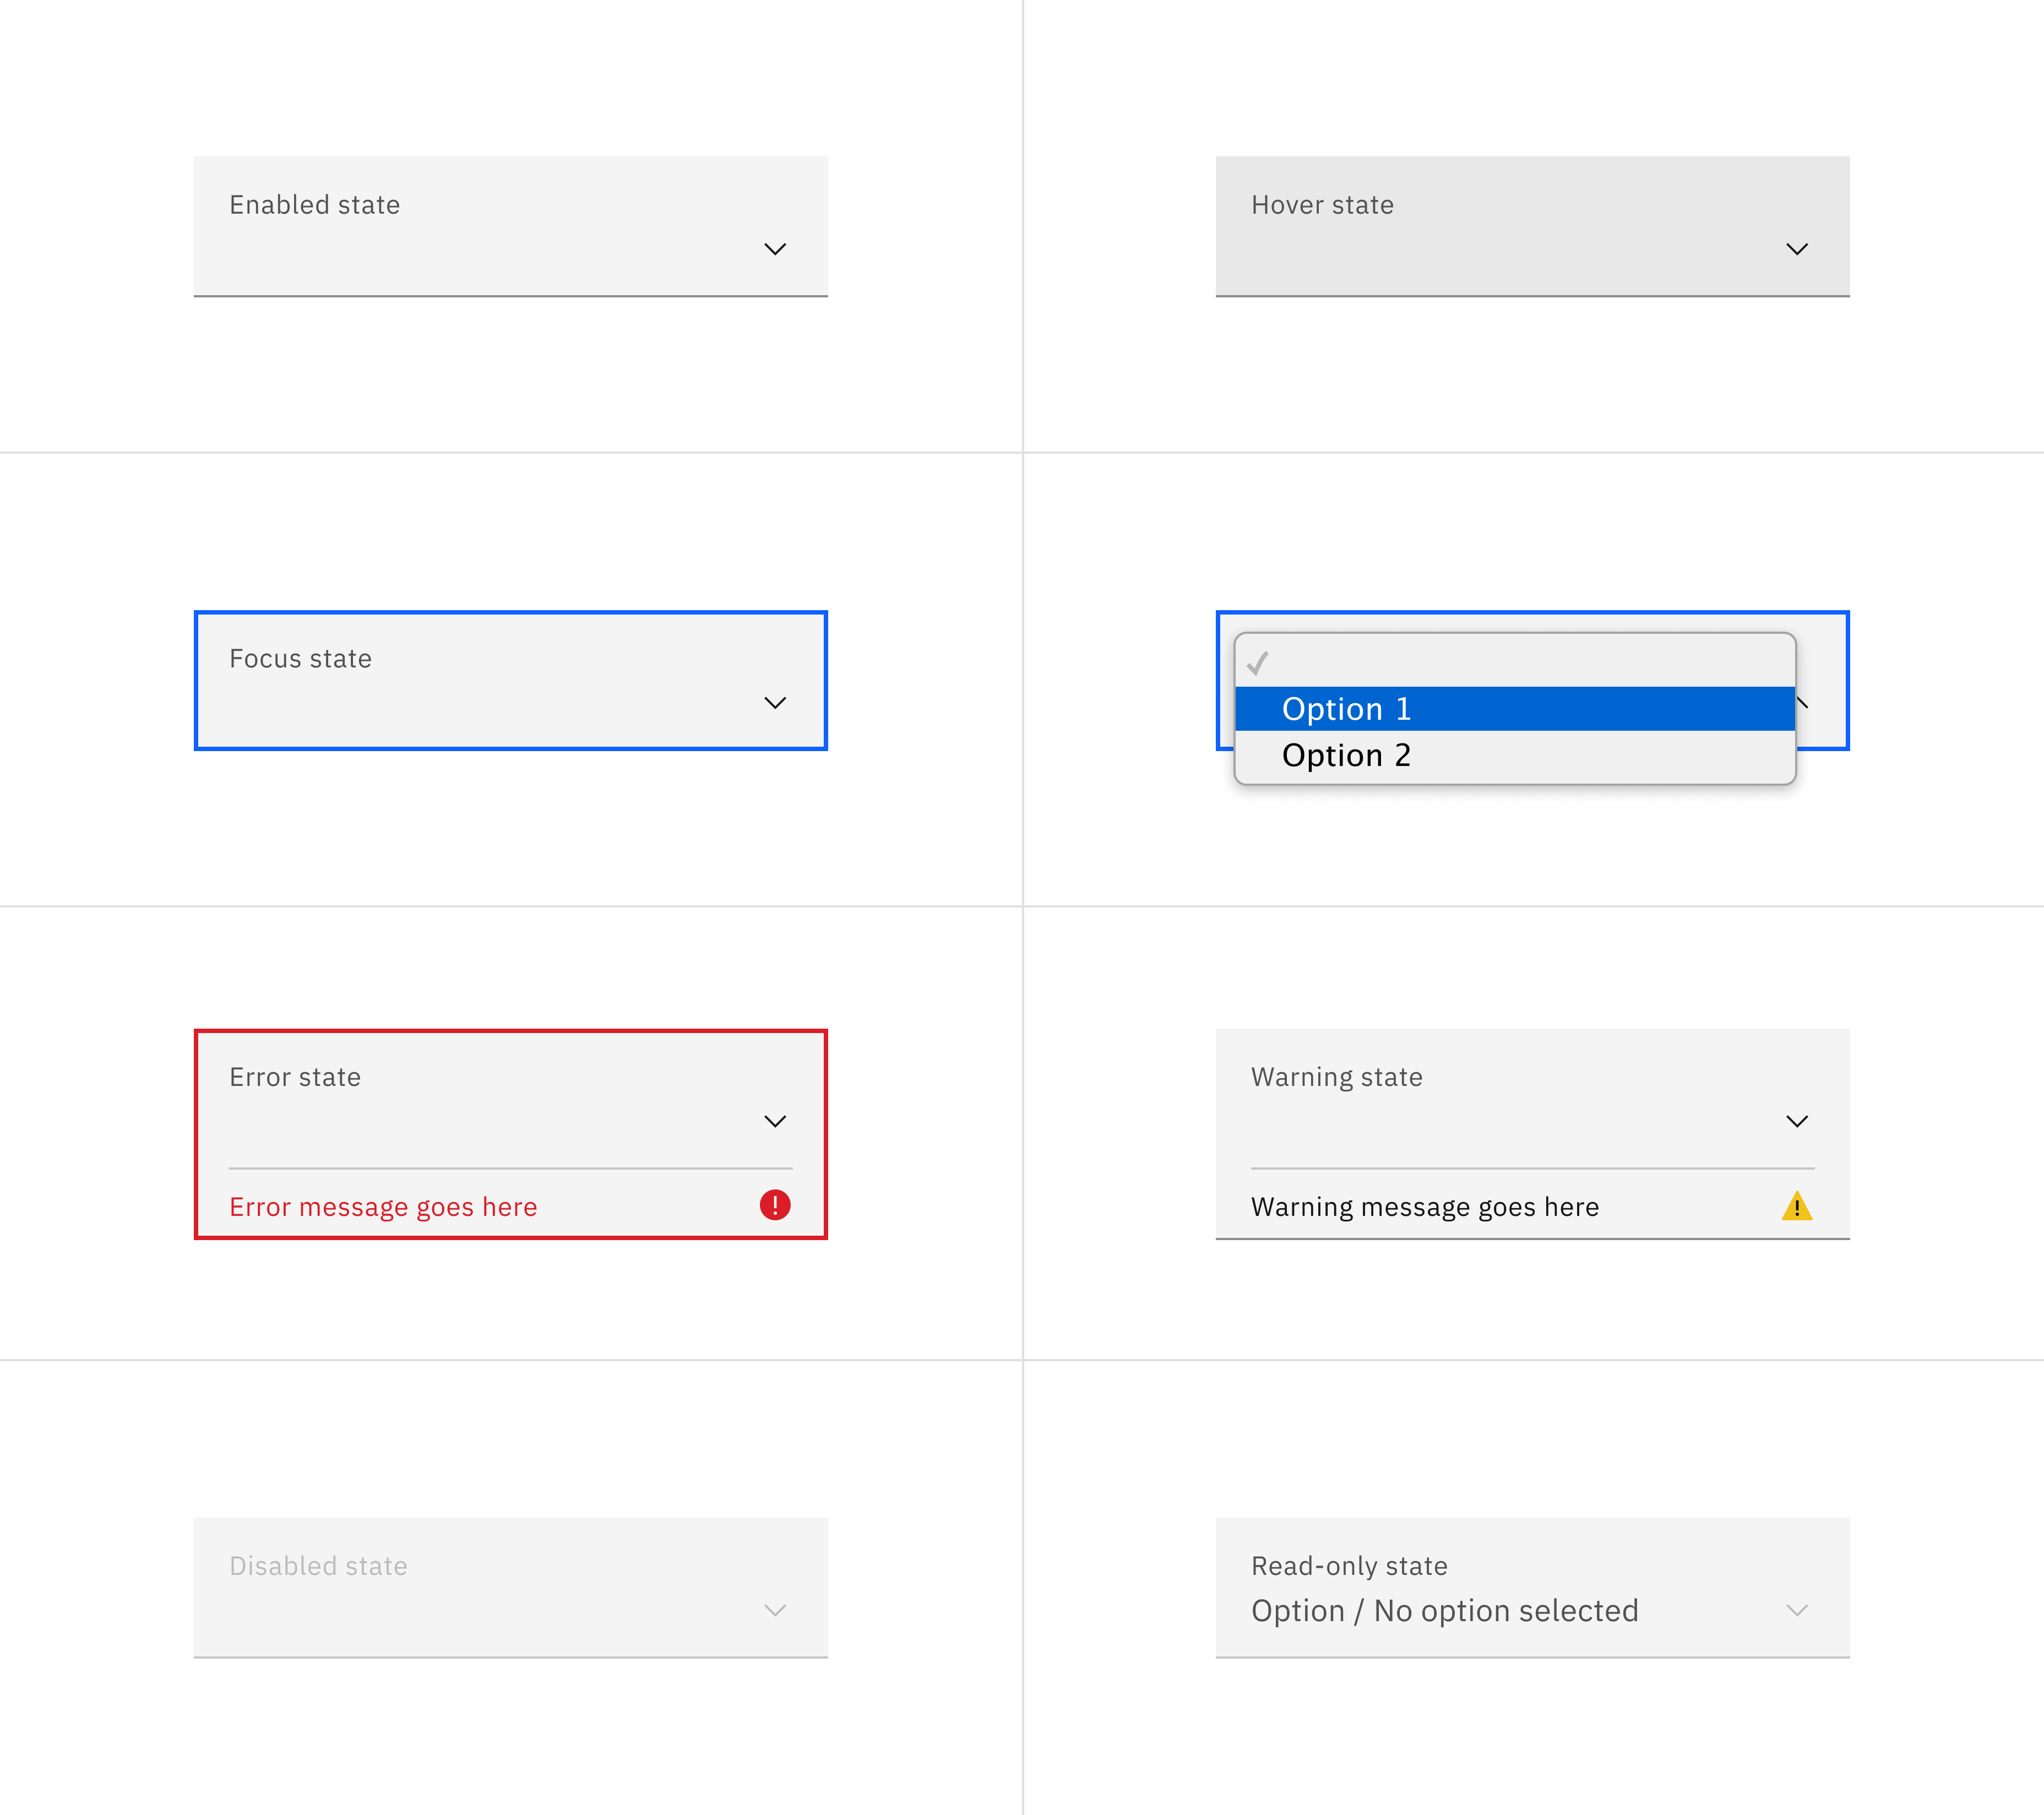 Enabled state
Hover state
Focus state
Option 1
Option 2
Error state
Error message goes here
Warning state
Warning message goes here
Disabled state
Read-only state
Option / No option selected